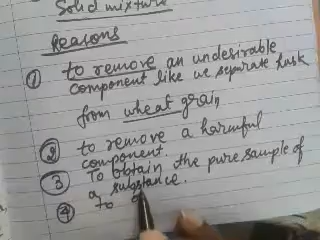 Solid mixture
Reasons
① to remove an undesirable
component like we separate husk
from wheat grain
② to remove a harmful
component.
③ To obtain the pure sample of
a substance.
④ to